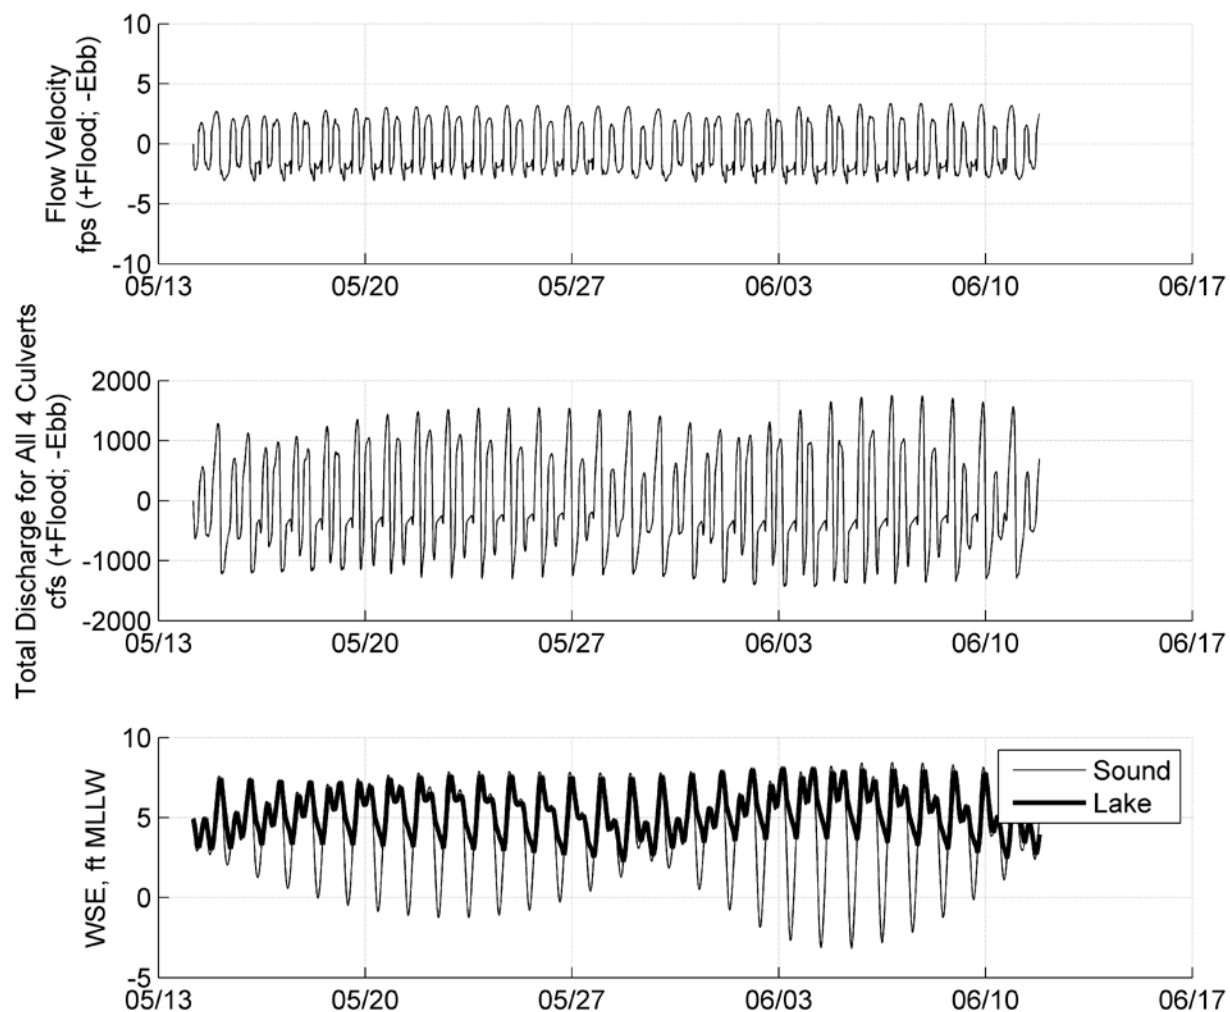 Flow Velocity
fps (+Flood; -Ebb)
10
5
0
-5
-10
05/13 05/20 05/27 06/03 06/10 06/17
Total Discharge for All 4 Culverts
cfs (+Flood; -Ebb)
2000
1000
0
-1000
-2000
05/13 05/20 05/27 06/03 06/10 06/17
WSE, ft MLLW
10
5
0
-5
05/13 05/20 05/27 06/03 06/10 06/17
Sound
Lake